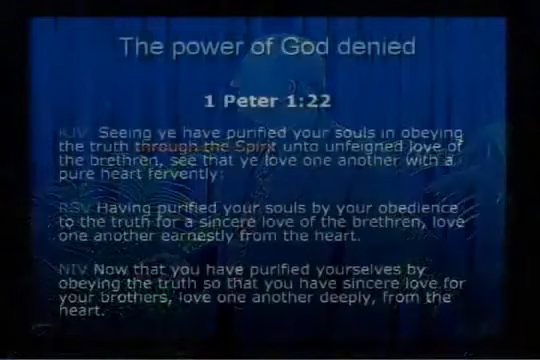 The power of God denied
1 Peter 1:22
KJV Seeing ye have purified your souls in obeying
the truth through the Spirit unto unfeigned love of
the brethren, see that ye love one another with a
pure heart fervently:
RSV Having purified your souls by your obedience
to the truth for a sincere love of the brethren, love
one another earnestly from the heart.
NIV Now that you have purified yourselves by
obeying the truth so that you have sincere love for
your brothers, love one another deeply, from the
heart.